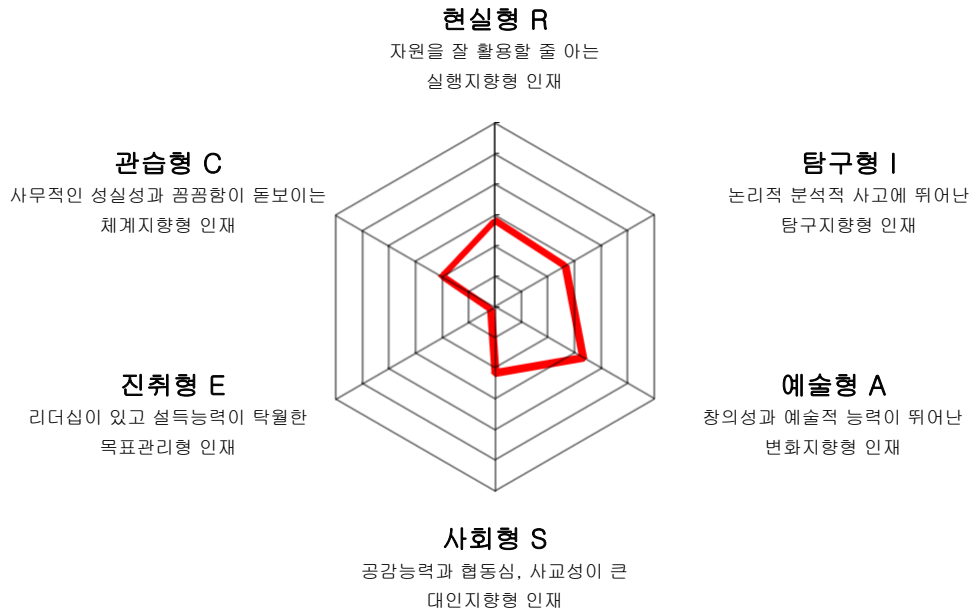 현실형 R
자원을 잘 활용할 줄 아는
실행지향형 인재
관습형 C
사무적인 성실성과 꼼꼼함이 돋보이는
체계지향형 인재
탐구형 I
논리적 분석적 사고에 뛰어난
탐구지향형 인재
진취형 E
리더십이 있고 설득능력이 탁월한
목표관리형 인재
예술형 A
창의성과 예술적 능력이 뛰어난
변화지향형 인재
사회형 S
공감능력과 협동심, 사교성이 큰
대인지향형 인재